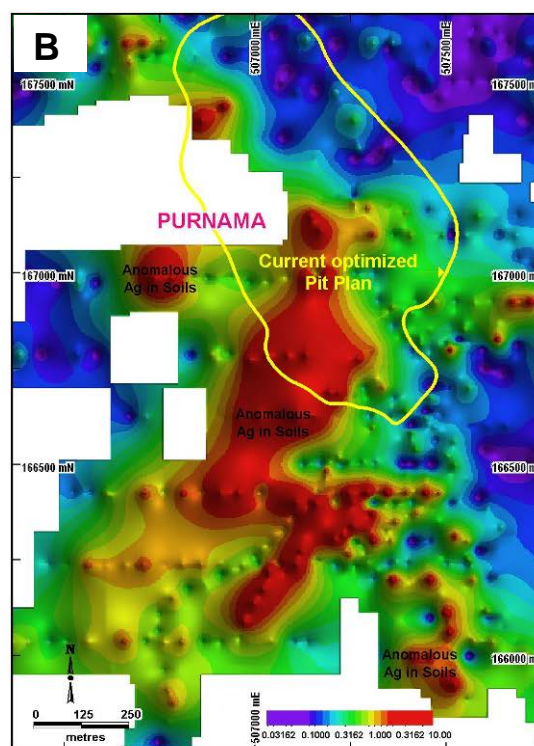 B
507000 mE
507500 mE
167500 mN
167500 mN
PURNAMA
Anomalous
Ag in Soils
Current optimized
Pit Plan
167000 mN
167000 mN
Anomalous
Ag in Soils
166500 mN
166500 mN
Anomalous
Ag in Soils
166000 mN
N
0 125 250
metres
507000 mE
0.03162 0.1000 0.3162 1.000 0.3162 10.00